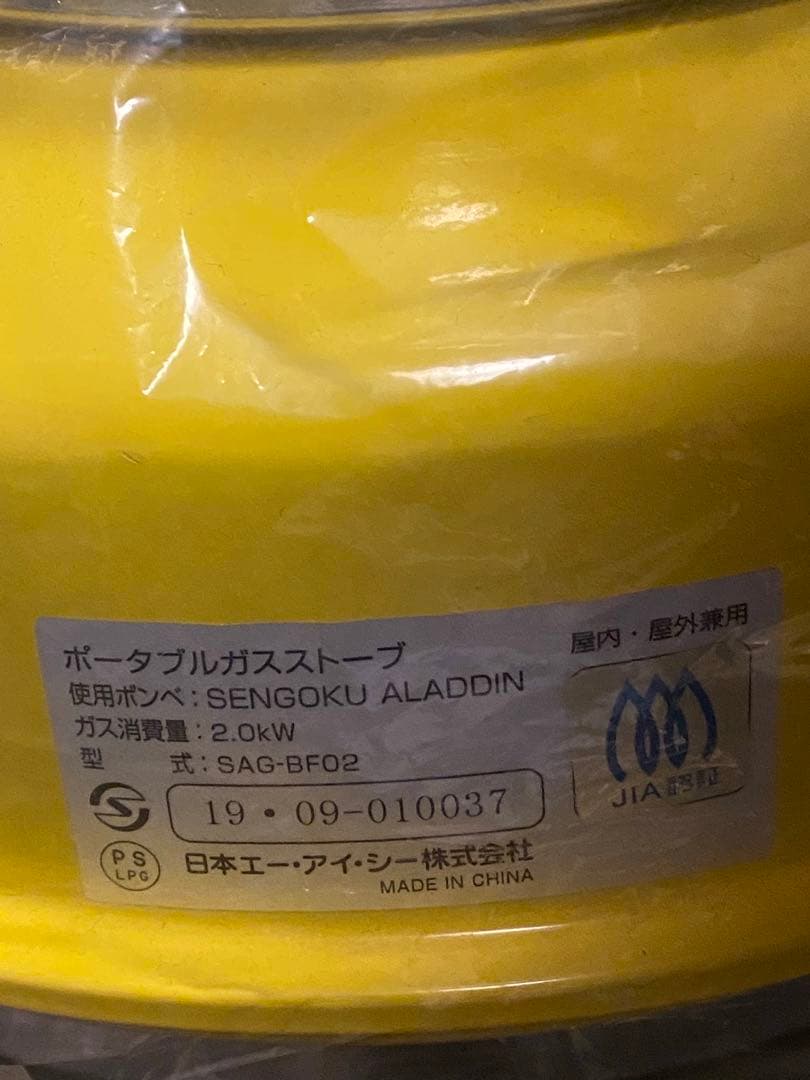 ポータブルガスストーブ
屋内・屋外兼用
使用ボンベ：SENGOKU ALADDIN
ガス消費量：2.0kW
型　　式：SAG-BF02
JIA認証
19・09-010037
PS
LPG
日本エー・アイ・シー株式会社
MADE IN CHINA